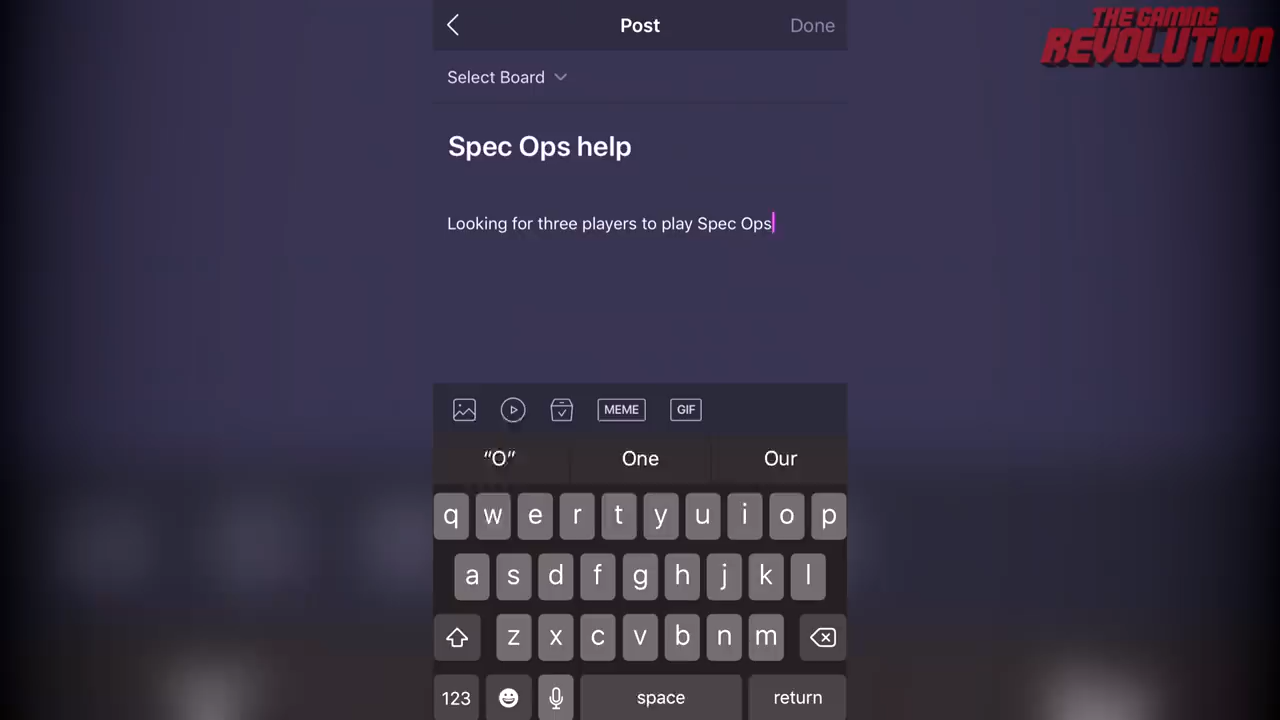 THE GAMING
REVOLUTION
Post
Done
Select Board
Spec Ops help
Looking for three players to play Spec Ops
MEME
GIF
“O”
One
Our
q w e r t y u i o p
a s d f g h j k l
z x c v b n m
123
space
return